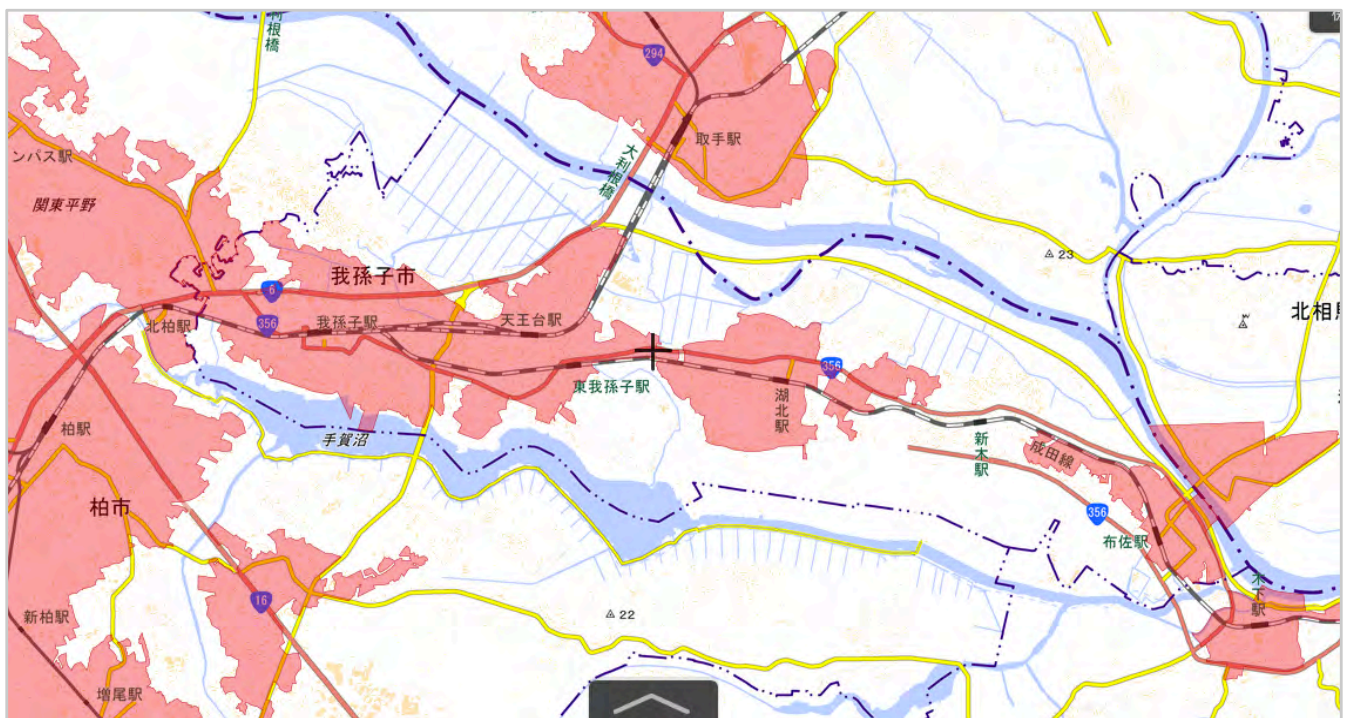 利根橋
294
取手駅
大利根橋
ンパス駅
関東平野
23
我孫子市
6
356
北柏駅
我孫子駅
天王台駅
北相
東我孫子駅
356
湖北駅
手賀沼
柏駅
新木駅
成田線
柏市
356
布佐駅
木下駅
16
22
新柏駅
増尾駅